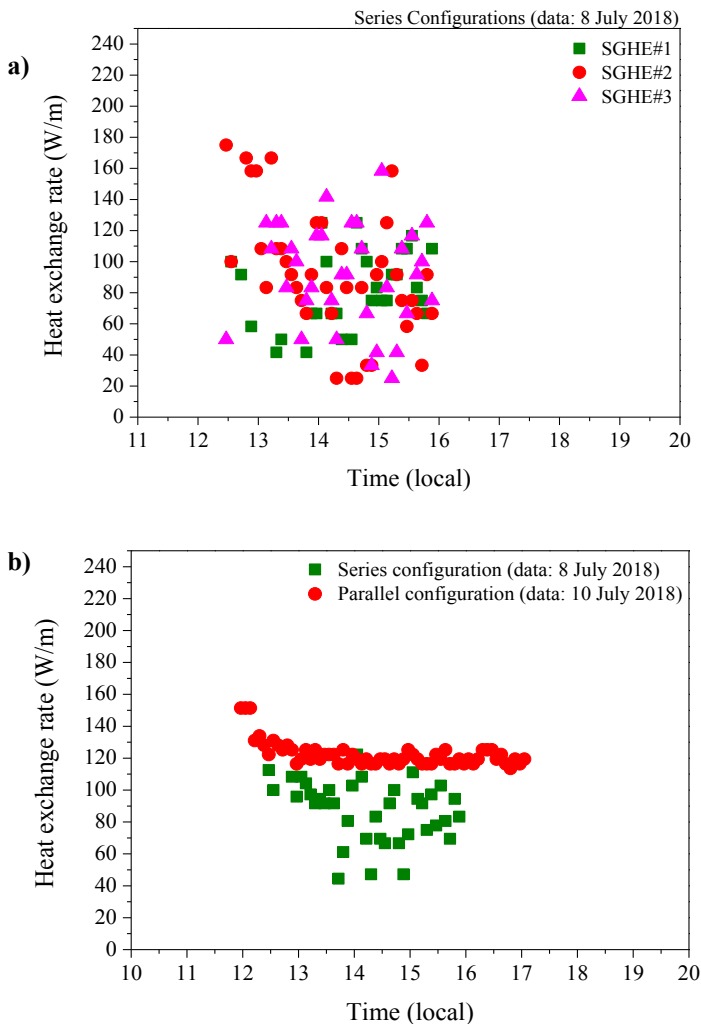 Series Configurations (data: 8 July 2018)
a)
SGHE#1
SGHE#2
SGHE#3
Heat exchange rate (W/m)
240
220
200
180
160
140
120
100
80
60
40
20
0
11 12 13 14 15 16 17 18 19 20
Time (local)
b)
Series configuration (data: 8 July 2018)
Parallel configuration (data: 10 July 2018)
Heat exchange rate (W/m)
240
220
200
180
160
140
120
100
80
60
40
20
0
10 11 12 13 14 15 16 17 18 19 20
Time (local)